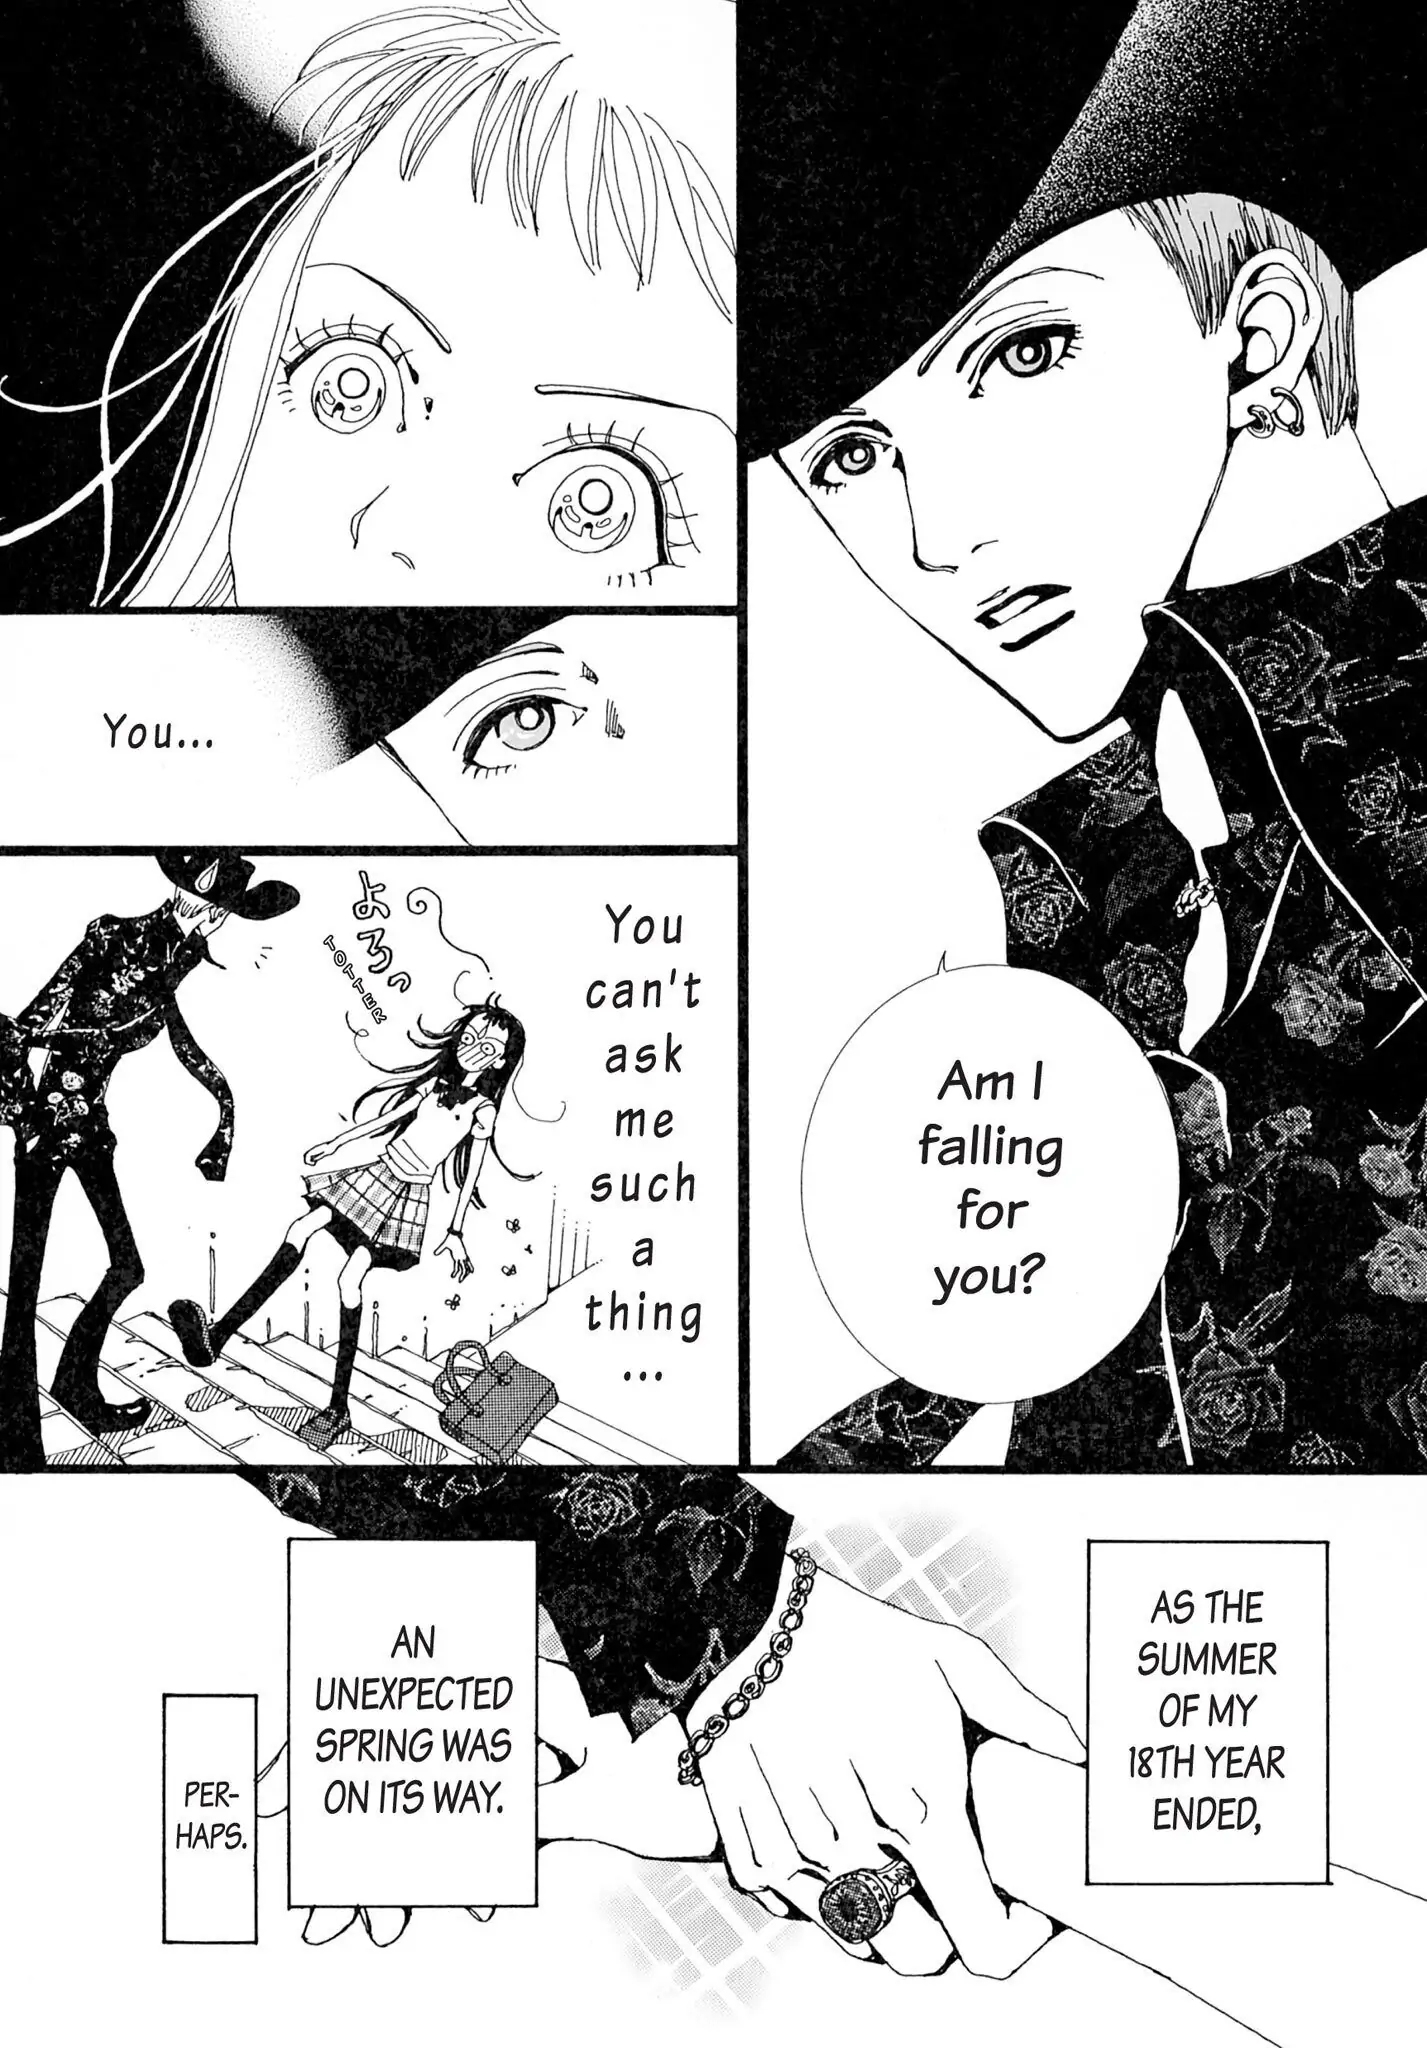 Am I
falling
for
you?
You...
You
can't
ask
me
such
a
thing
...
よろっ
TOTTER
AS THE
SUMMER
OF MY
18TH YEAR
ENDED,
AN
UNEXPECTED
SPRING WAS
ON ITS WAY.
PER-
HAPS.